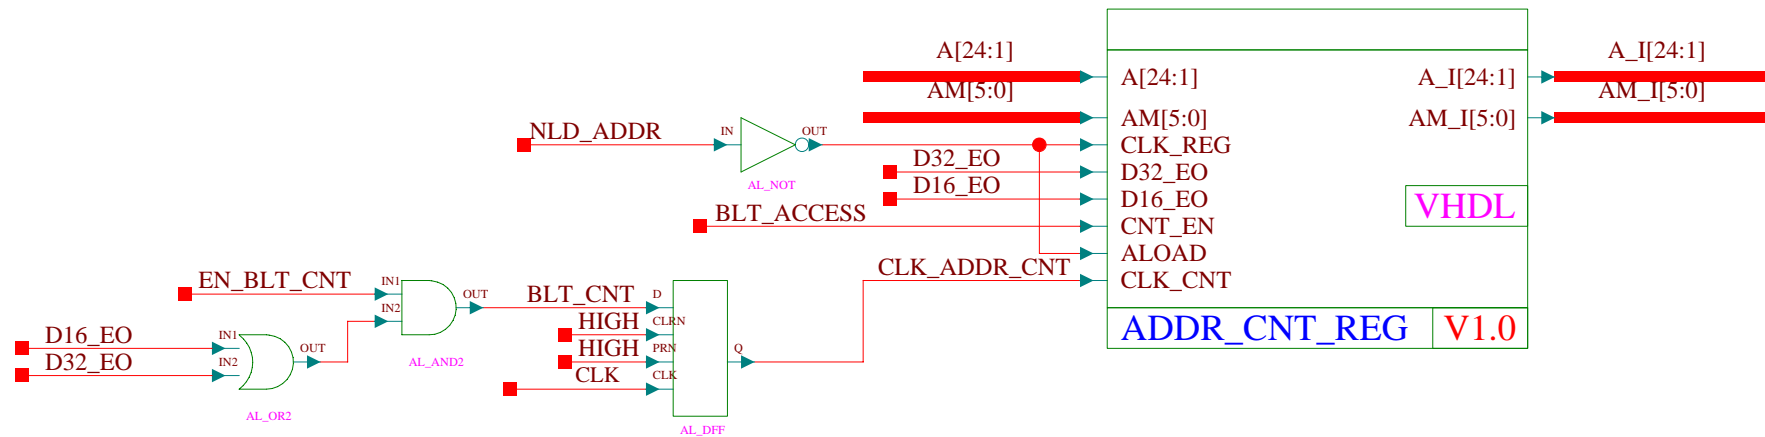 A[24:1]
A_I[24:1]
A[24:1] A_I[24:1]
AM[5:0]
AM_I[5:0]
AM[5:0] AM_I[5:0]
NLD_ADDR IN OUT CLK_REG
AL_NOT
D32_EO D32_EO
D16_EO D16_EO
VHDL
BLT_ACCESS CNT_EN
ALOAD
CLK_ADDR_CNT CLK_CNT
EN_BLT_CNT IN1
IN2 OUT
BLT_CNT D
HIGH CLRN
HIGH PRN Q
CLK CLK
ADDR_CNT_REG V1.0
D16_EO IN1
D32_EO IN2 OUT
AL_AND2
AL_OR2
AL_DFF